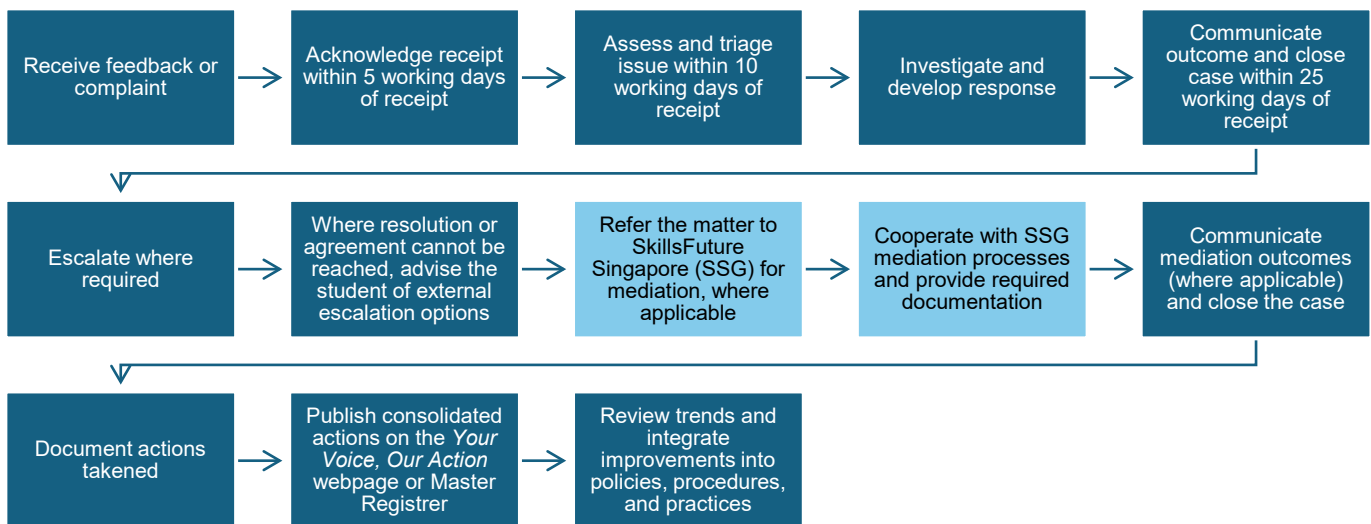 Receive feedback or
complaint
Acknowledge receipt
within 5 working days
of receipt
Assess and triage
issue within 10
working days of
receipt
Investigate and
develop response
Communicate
outcome and close
case within 25
working days of
receipt
Escalate where
required
Where resolution or
agreement cannot be
reached, advise the
student of external
escalation options
Refer the matter to
SkillsFuture
Singapore (SSG) for
mediation, where
applicable
Cooperate with SSG
mediation processes
and provide required
documentation
Communicate
mediation outcomes
(where applicable)
and close the case
Document actions
takened
Publish consolidated
actions on the Your
Voice, Our Action
webpage or Master
Registrer
Review trends and
integrate
improvements into
policies, procedures,
and practices